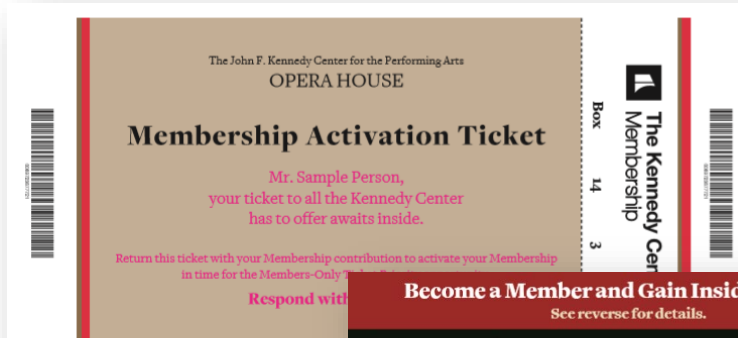 The John F. Kennedy Center for the Performing Arts
OPERA HOUSE
Membership Activation Ticket
Mr. Sample Person,
your ticket to all the Kennedy Center
has to offer awaits inside.
Return this ticket with your Membership contribution to activate your Membership
in time for the Members-Only
Respond with
Box 14 3
The Kennedy Cen
Membership
Become a Member and Gain Insid
See reverse for details.